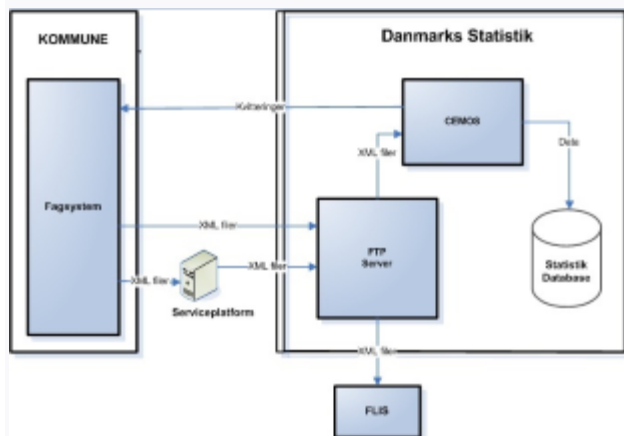 KOMMUNE
Danmarks Statistik
Kvitteringer
CEMOS
XML filer
Data
Fagsystem
XML filer
FTP
Server
XML filer
XML filer
Serviceplatform
Statistik
Database
XML filer
FLIS